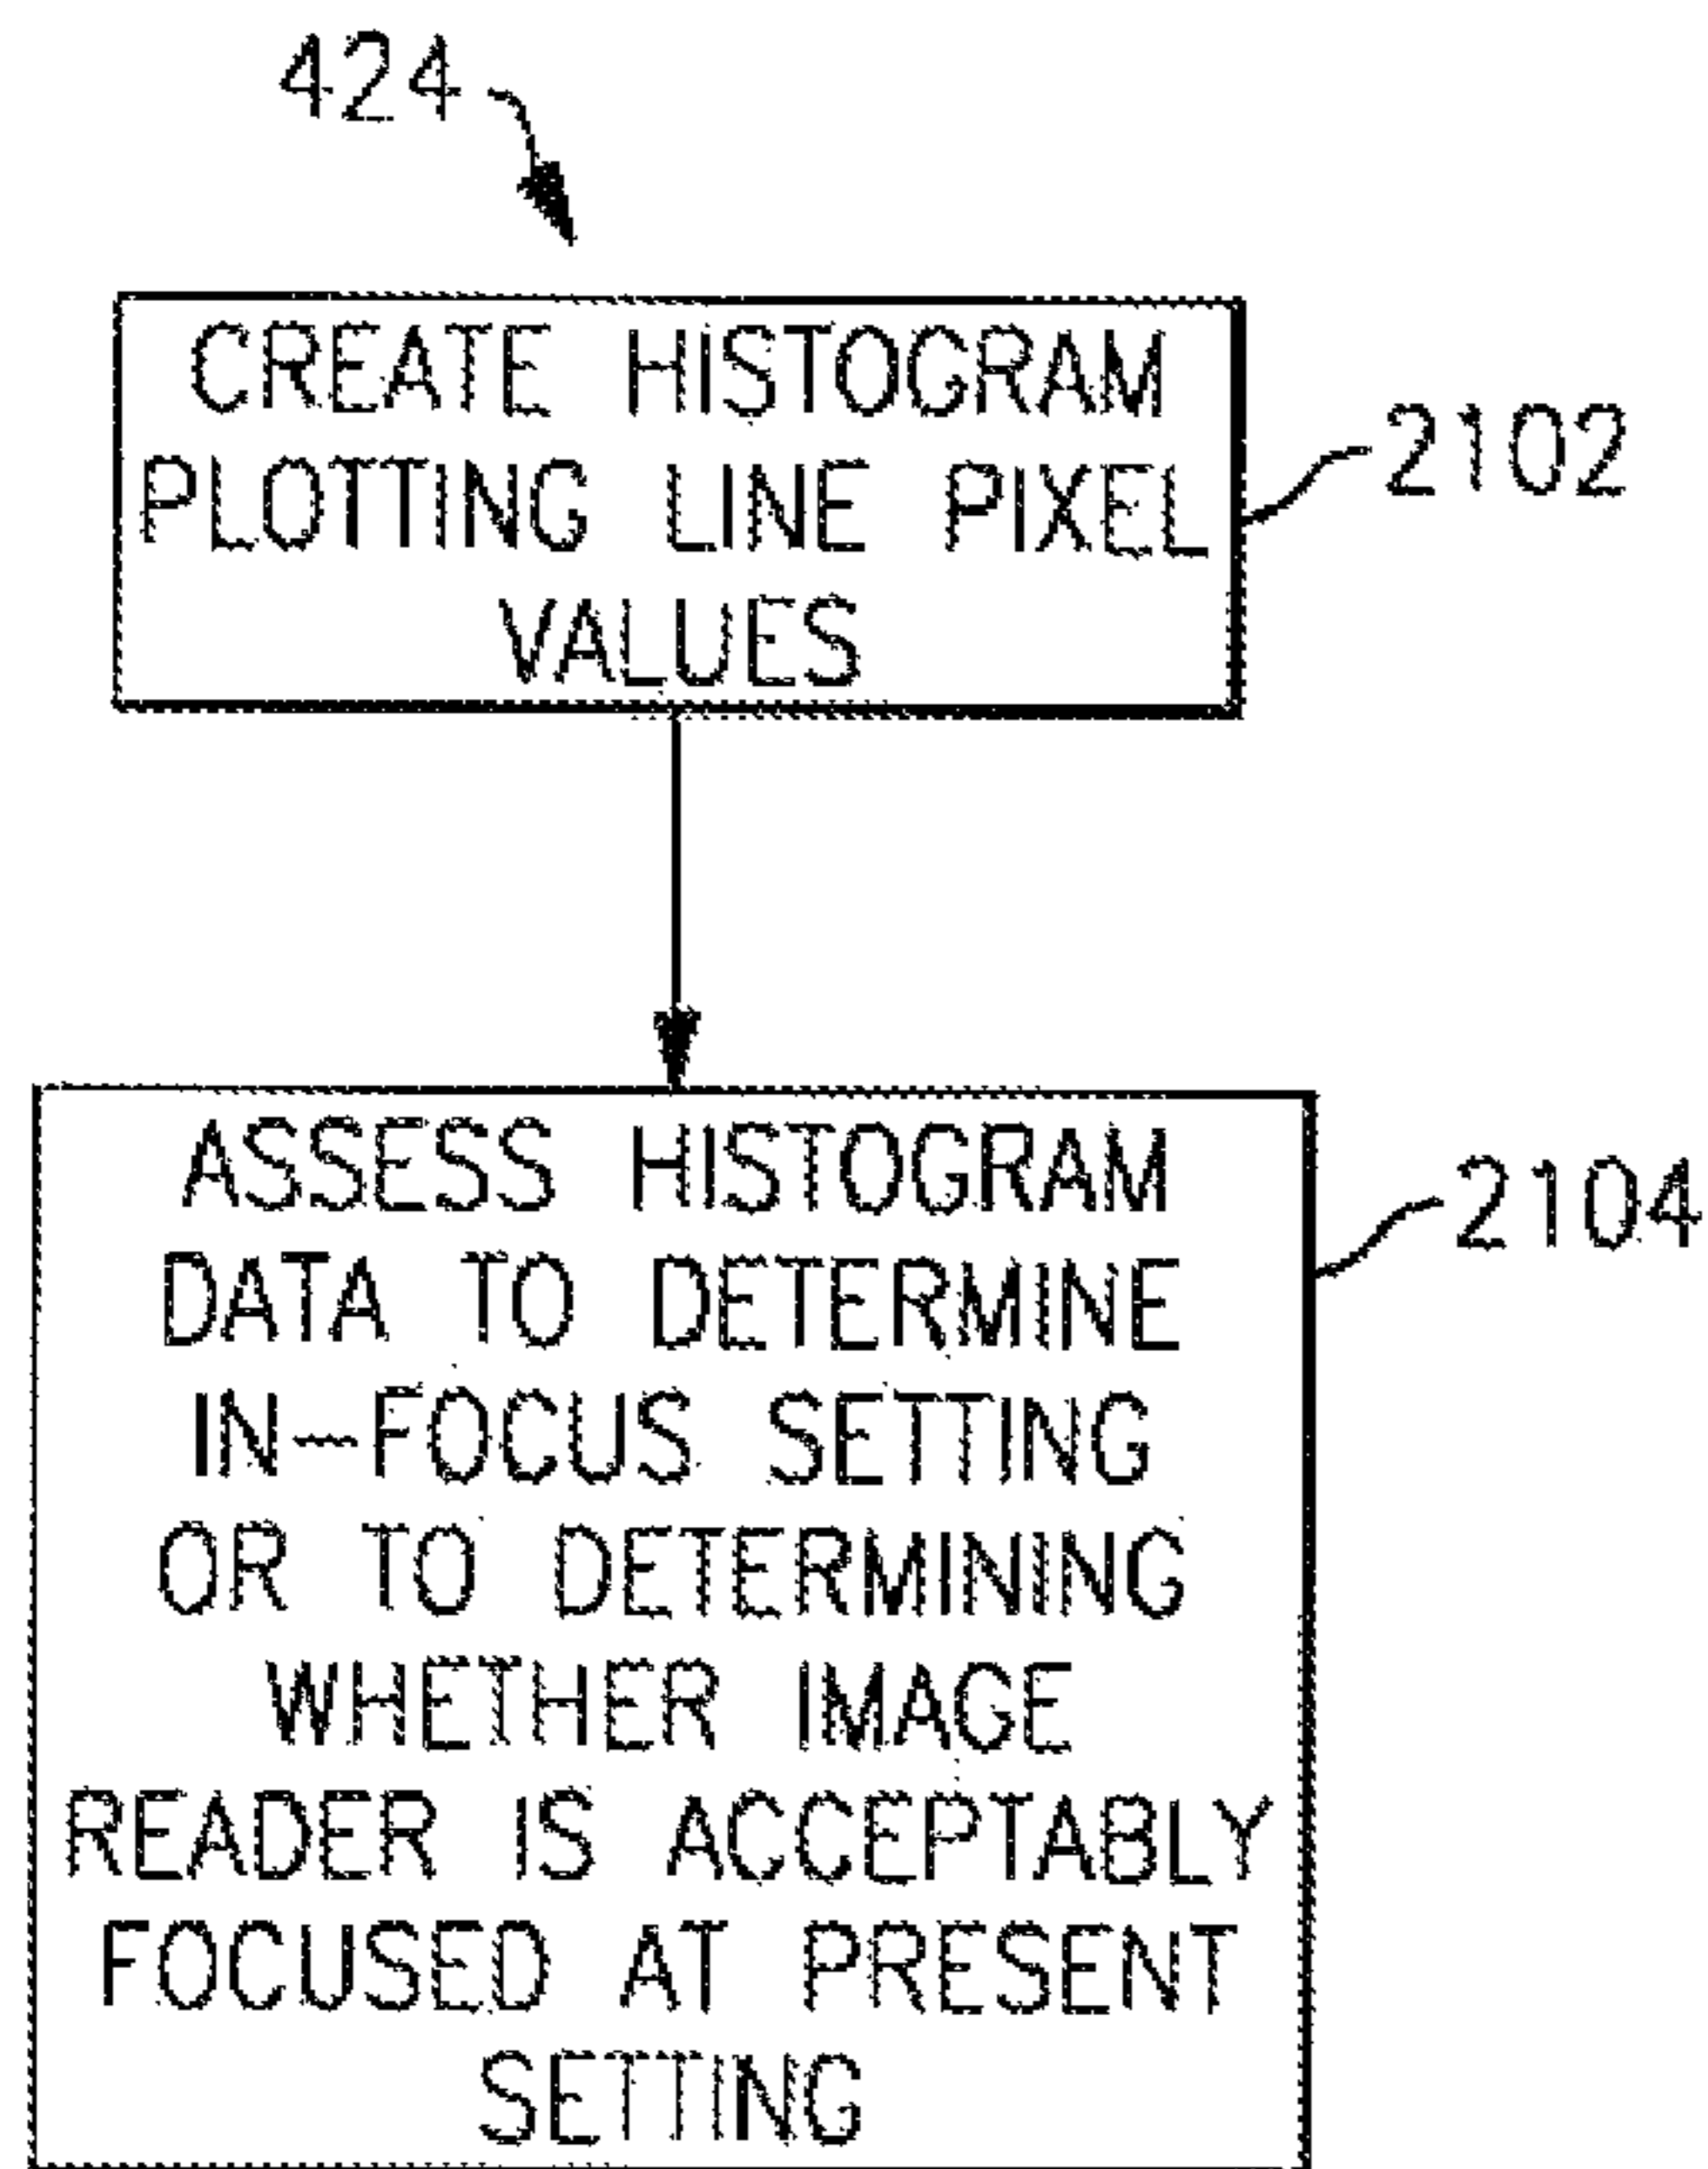 424
CREATE HISTOGRAM
PLOTTING LINE PIXEL
VALUES
2102
ASSESS HISTOGRAM
DATA TO DETERMINE
IN-FOCUS SETTING
OR TO DETERMINING
WHETHER IMAGE
READER IS ACCEPTABLY
FOCUSED AT PRESENT
SETTING
2104